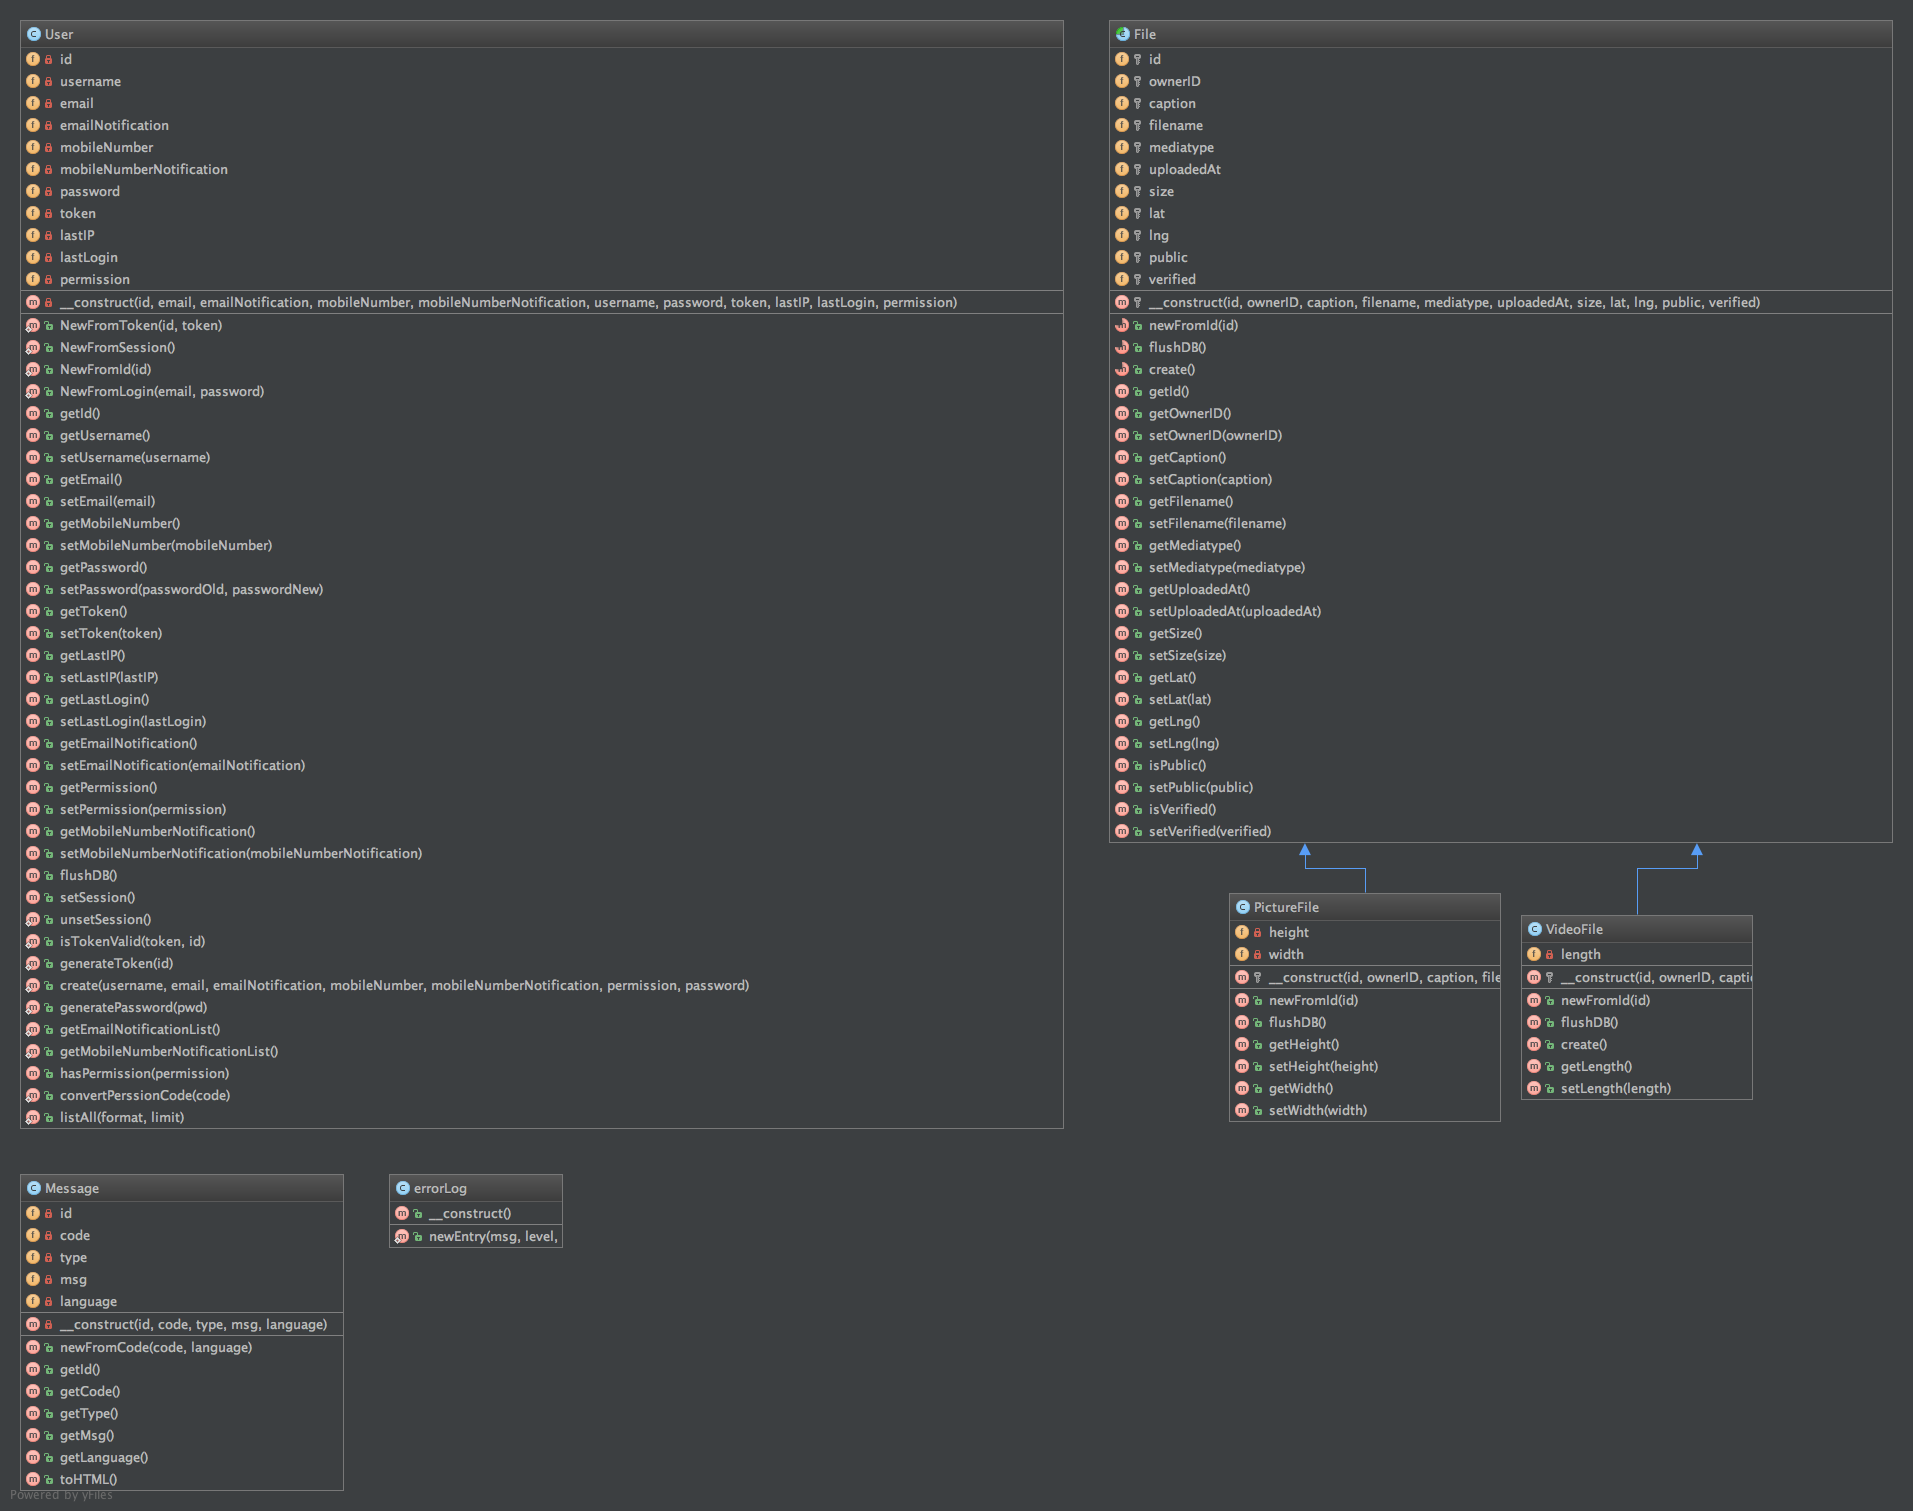 User
id
username
email
emailNotification
mobileNumber
mobileNumberNotification
password
token
lastIP
lastLogin
permission
__construct(id, email, emailNotification, mobileNumber, mobileNumberNotification, username, password, token, lastIP, lastLogin, permission)
NewFromToken(id, token)
NewFromSession()
NewFromId(id)
NewFromLogin(email, password)
getId()
getUsername()
setUsername(username)
getEmail()
setEmail(email)
getMobileNumber()
setMobileNumber(mobileNumber)
getPassword()
setPassword(passwordOld, passwordNew)
getToken()
setToken(token)
getLastIP()
setLastIP(lastIP)
getLastLogin()
setLastLogin(lastLogin)
getEmailNotification()
setEmailNotification(emailNotification)
getPermission()
setPermission(permission)
getMobileNumberNotification()
setMobileNumberNotification(mobileNumberNotification)
flushDB()
setSession()
unsetSession()
isTokenValid(token, id)
generateToken(id)
create(username, email, emailNotification, mobileNumber, mobileNumberNotification, permission, password)
generatePassword(pwd)
getEmailNotificationList()
getMobileNumberNotificationList()
hasPermission(permission)
convertPerssionCode(code)
listAll(format, limit)
File
id
ownerID
caption
filename
mediatype
uploadedAt
size
lat
lng
public
verified
__construct(id, ownerID, caption, filename, mediatype, uploadedAt, size, lat, lng, public, verified)
newFromId(id)
flushDB()
create()
getId()
getOwnerID()
setOwnerID(ownerID)
getCaption()
setCaption(caption)
getFilename()
setFilename(filename)
getMediatype()
setMediatype(mediatype)
getUploadedAt()
setUploadedAt(uploadedAt)
getSize()
setSize(size)
getLat()
setLat(lat)
getLng()
setLng(lng)
isPublic()
setPublic(public)
isVerified()
setVerified(verified)
PictureFile
height
width
__construct(id, ownerID, caption, file
newFromId(id)
flushDB()
getHeight()
setHeight(height)
getWidth()
setWidth(width)
VideoFile
length
__construct(id, ownerID, capti
newFromId(id)
flushDB()
create()
getLength()
setLength(length)
Message
id
code
type
msg
language
__construct(id, code, type, msg, language)
newFromCode(code, language)
getId()
getCode()
getType()
getMsg()
getLanguage()
toHTML()
errorLog
__construct()
newEntry(msg, level,
Powered by yFiles